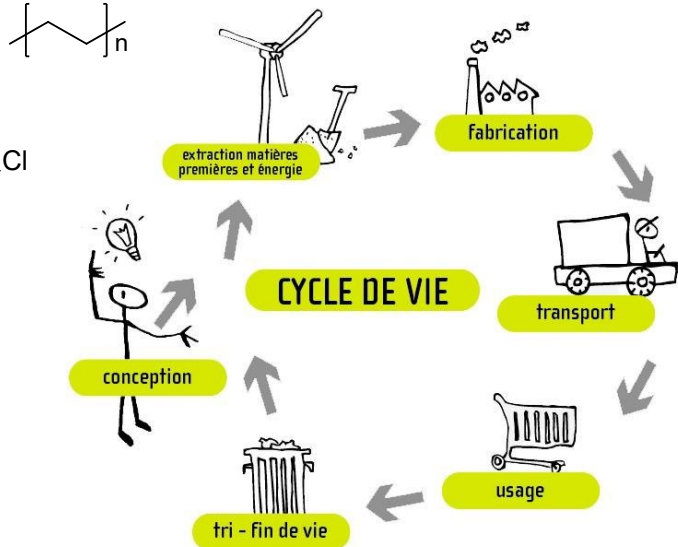 n
Cl
extraction matières
premières et énergie
fabrication
CYCLE DE VIE
transport
conception
usage
tri - fin de vie